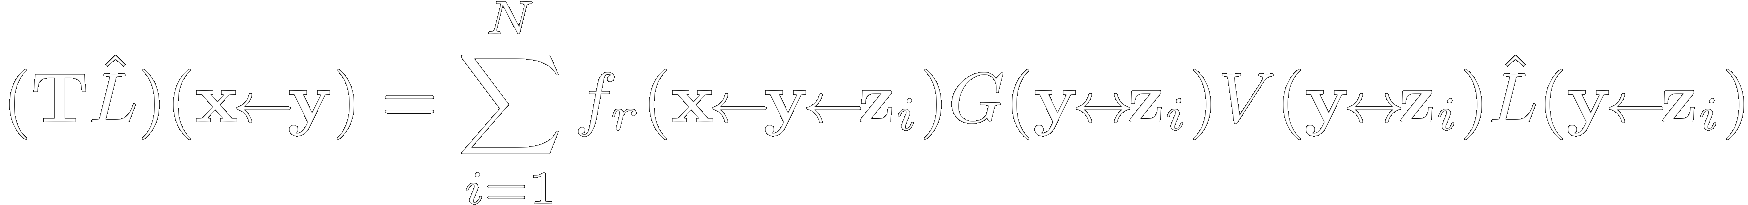 (𝐓L̂)(𝐱←𝐲) = ∑_{i=1}^{N} f_r(𝐱←𝐲←𝐳_i)G(𝐲↔𝐳_i)V(𝐲↔𝐳_i)L̂(𝐲←𝐳_i)